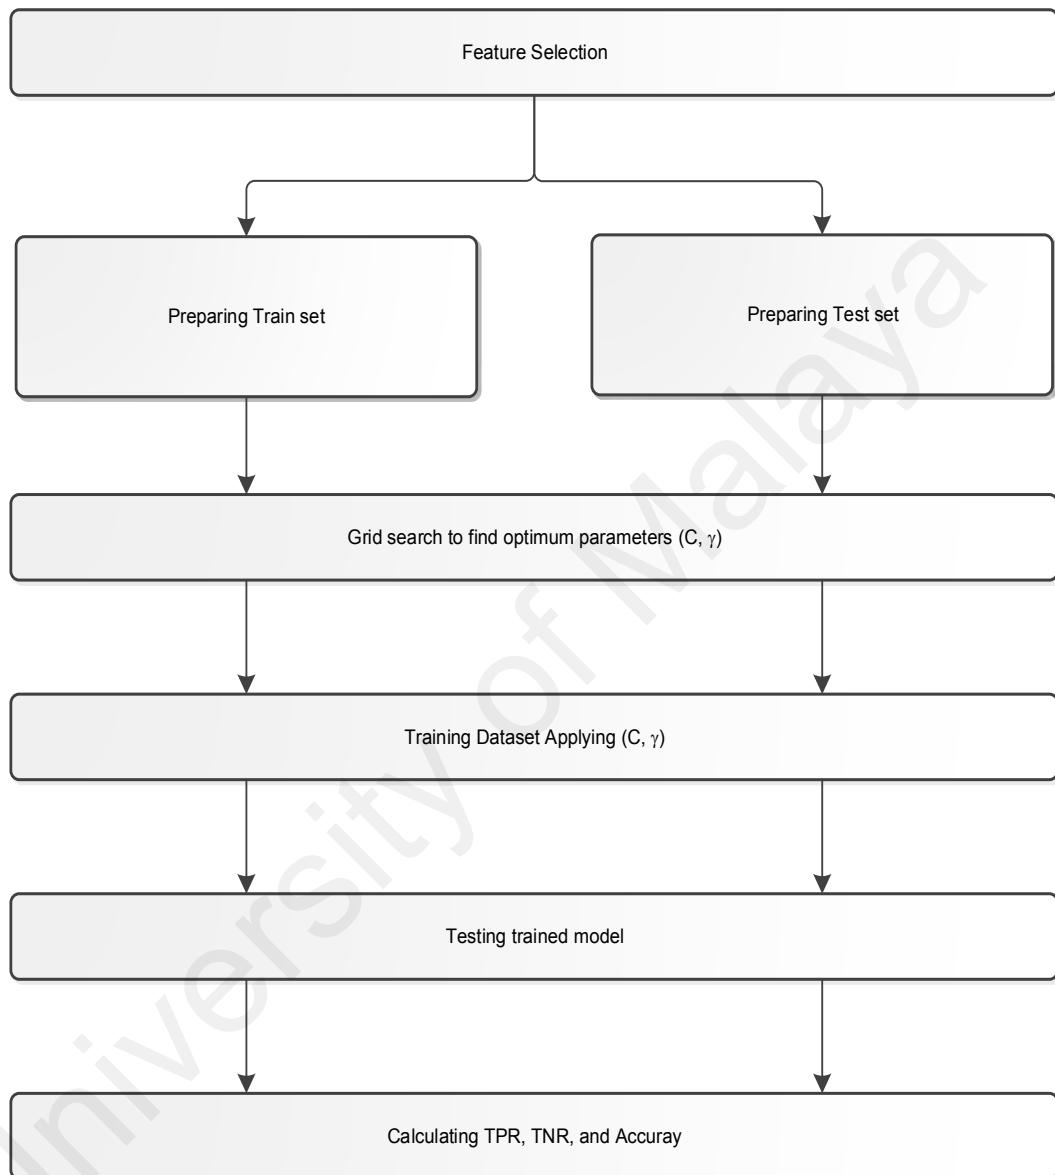 Feature Selection
Preparing Train set
Preparing Test set
Grid search to find optimum parameters (C, γ)
Training Dataset Applying (C, γ)
Testing trained model
Calculating TPR, TNR, and Accuray
University of Malaya